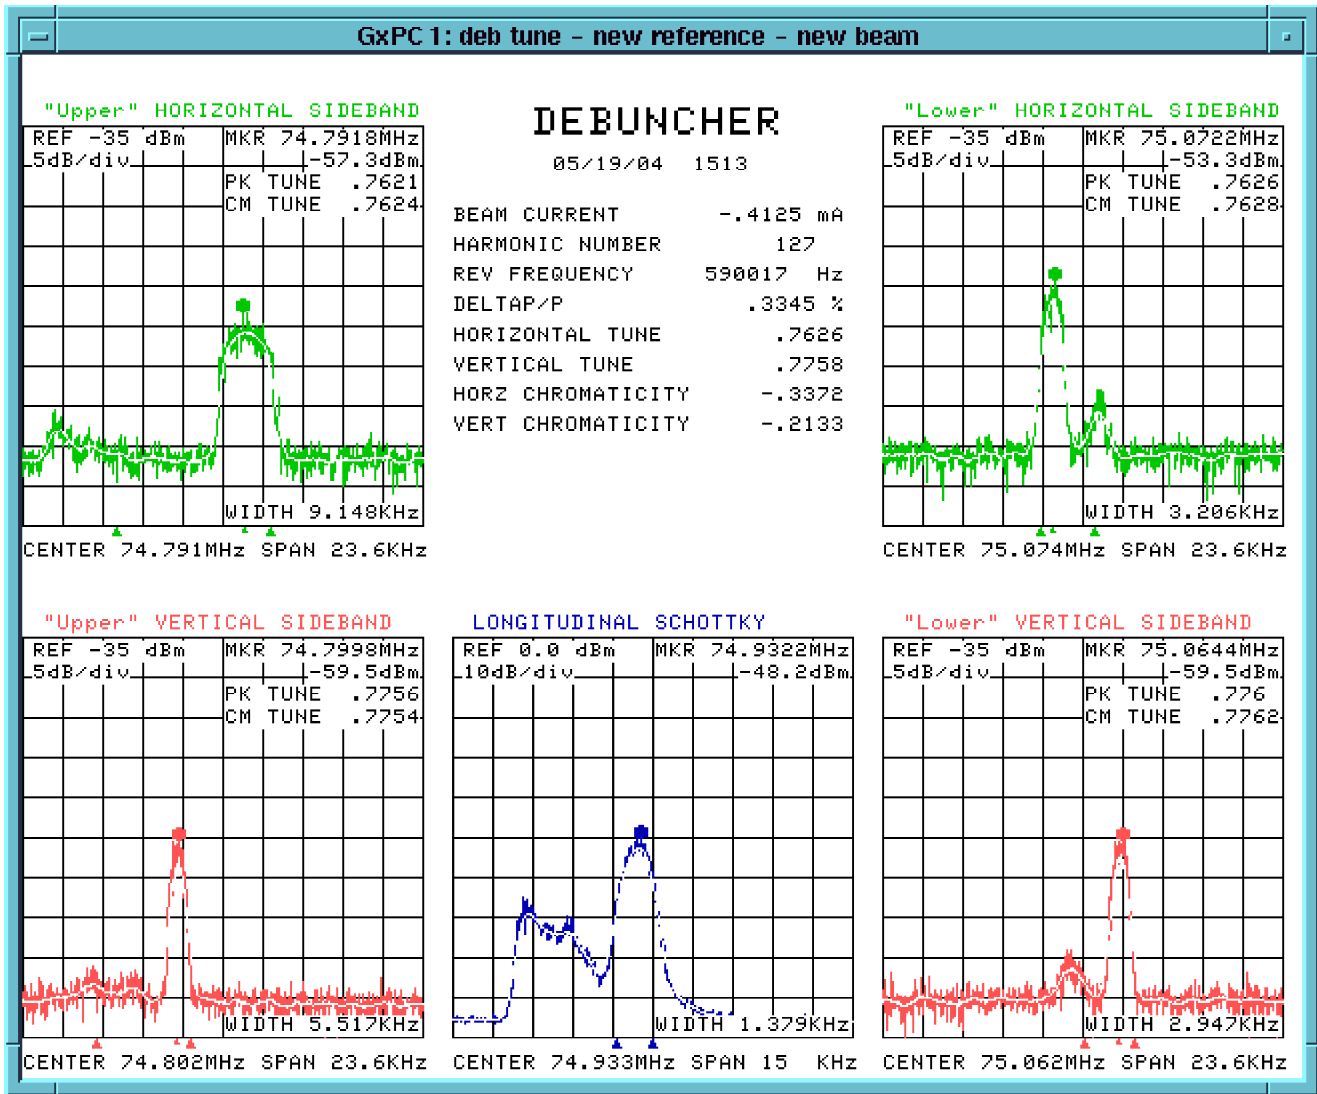 GxPC 1: deb tune - new reference - new beam
"Upper" HORIZONTAL SIDEBAND
REF -35 dBm MKR 74.7918MHz
5dB/div -57.3dBm
PK TUNE .7621
CM TUNE .7624
WIDTH 9.148KHz
CENTER 74.791MHz SPAN 23.6KHz
DEBUNCHER
05/19/04 1513
BEAM CURRENT -.4125 mA
HARMONIC NUMBER 127
REV FREQUENCY 590017 Hz
DELTAP/P .3345 %
HORIZONTAL TUNE .7626
VERTICAL TUNE .7758
HORZ CHROMATICITY -.3372
VERT CHROMATICITY -.2133
"Lower" HORIZONTAL SIDEBAND
REF -35 dBm MKR 75.0722MHz
5dB/div -53.3dBm
PK TUNE .7626
CM TUNE .7628
WIDTH 3.206KHz
CENTER 75.074MHz SPAN 23.6KHz
"Upper" VERTICAL SIDEBAND
REF -35 dBm MKR 74.7998MHz
5dB/div -59.5dBm
PK TUNE .7756
CM TUNE .7754
WIDTH 5.517KHz
CENTER 74.802MHz SPAN 23.6KHz
LONGITUDINAL SCHOTTKY
REF 0.0 dBm MKR 74.9322MHz
10dB/div -48.2dBm
WIDTH 1.379KHz
CENTER 74.933MHz SPAN 15 KHz
"Lower" VERTICAL SIDEBAND
REF -35 dBm MKR 75.0644MHz
5dB/div -59.5dBm
PK TUNE .776
CM TUNE .7762
WIDTH 2.947KHz
CENTER 75.062MHz SPAN 23.6KHz